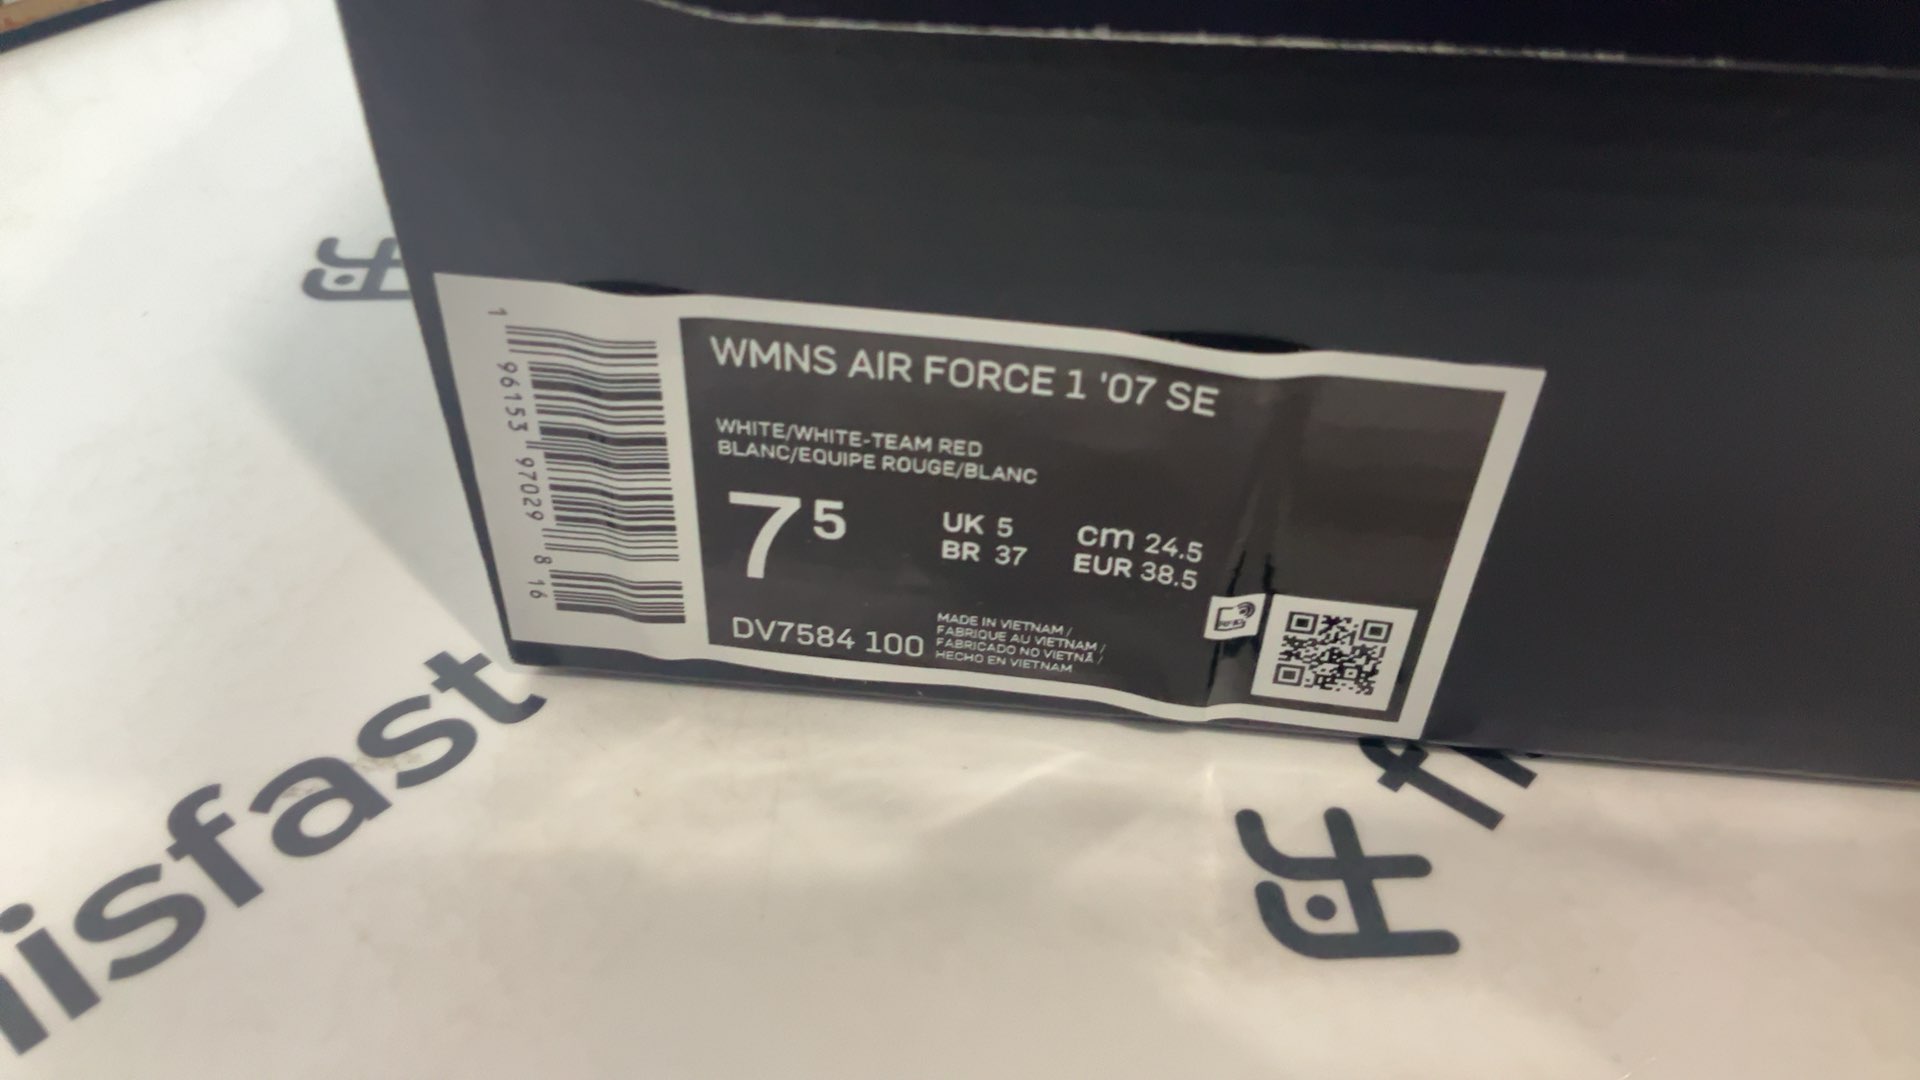 WMNS AIR FORCE 1 '07 SE
WHITE/WHITE-TEAM RED
BLANC/EQUIPE ROUGE/BLANC
7 5
UK 5
BR 37
cm 24.5
EUR 38.5
DV7584 100
MADE IN VIETNAM /
FABRIQUE AU VIETNAM /
FABRICADO NO VIETNÃ /
HECHO EN VIETNAM
1 96153 97029 8 16
isfast